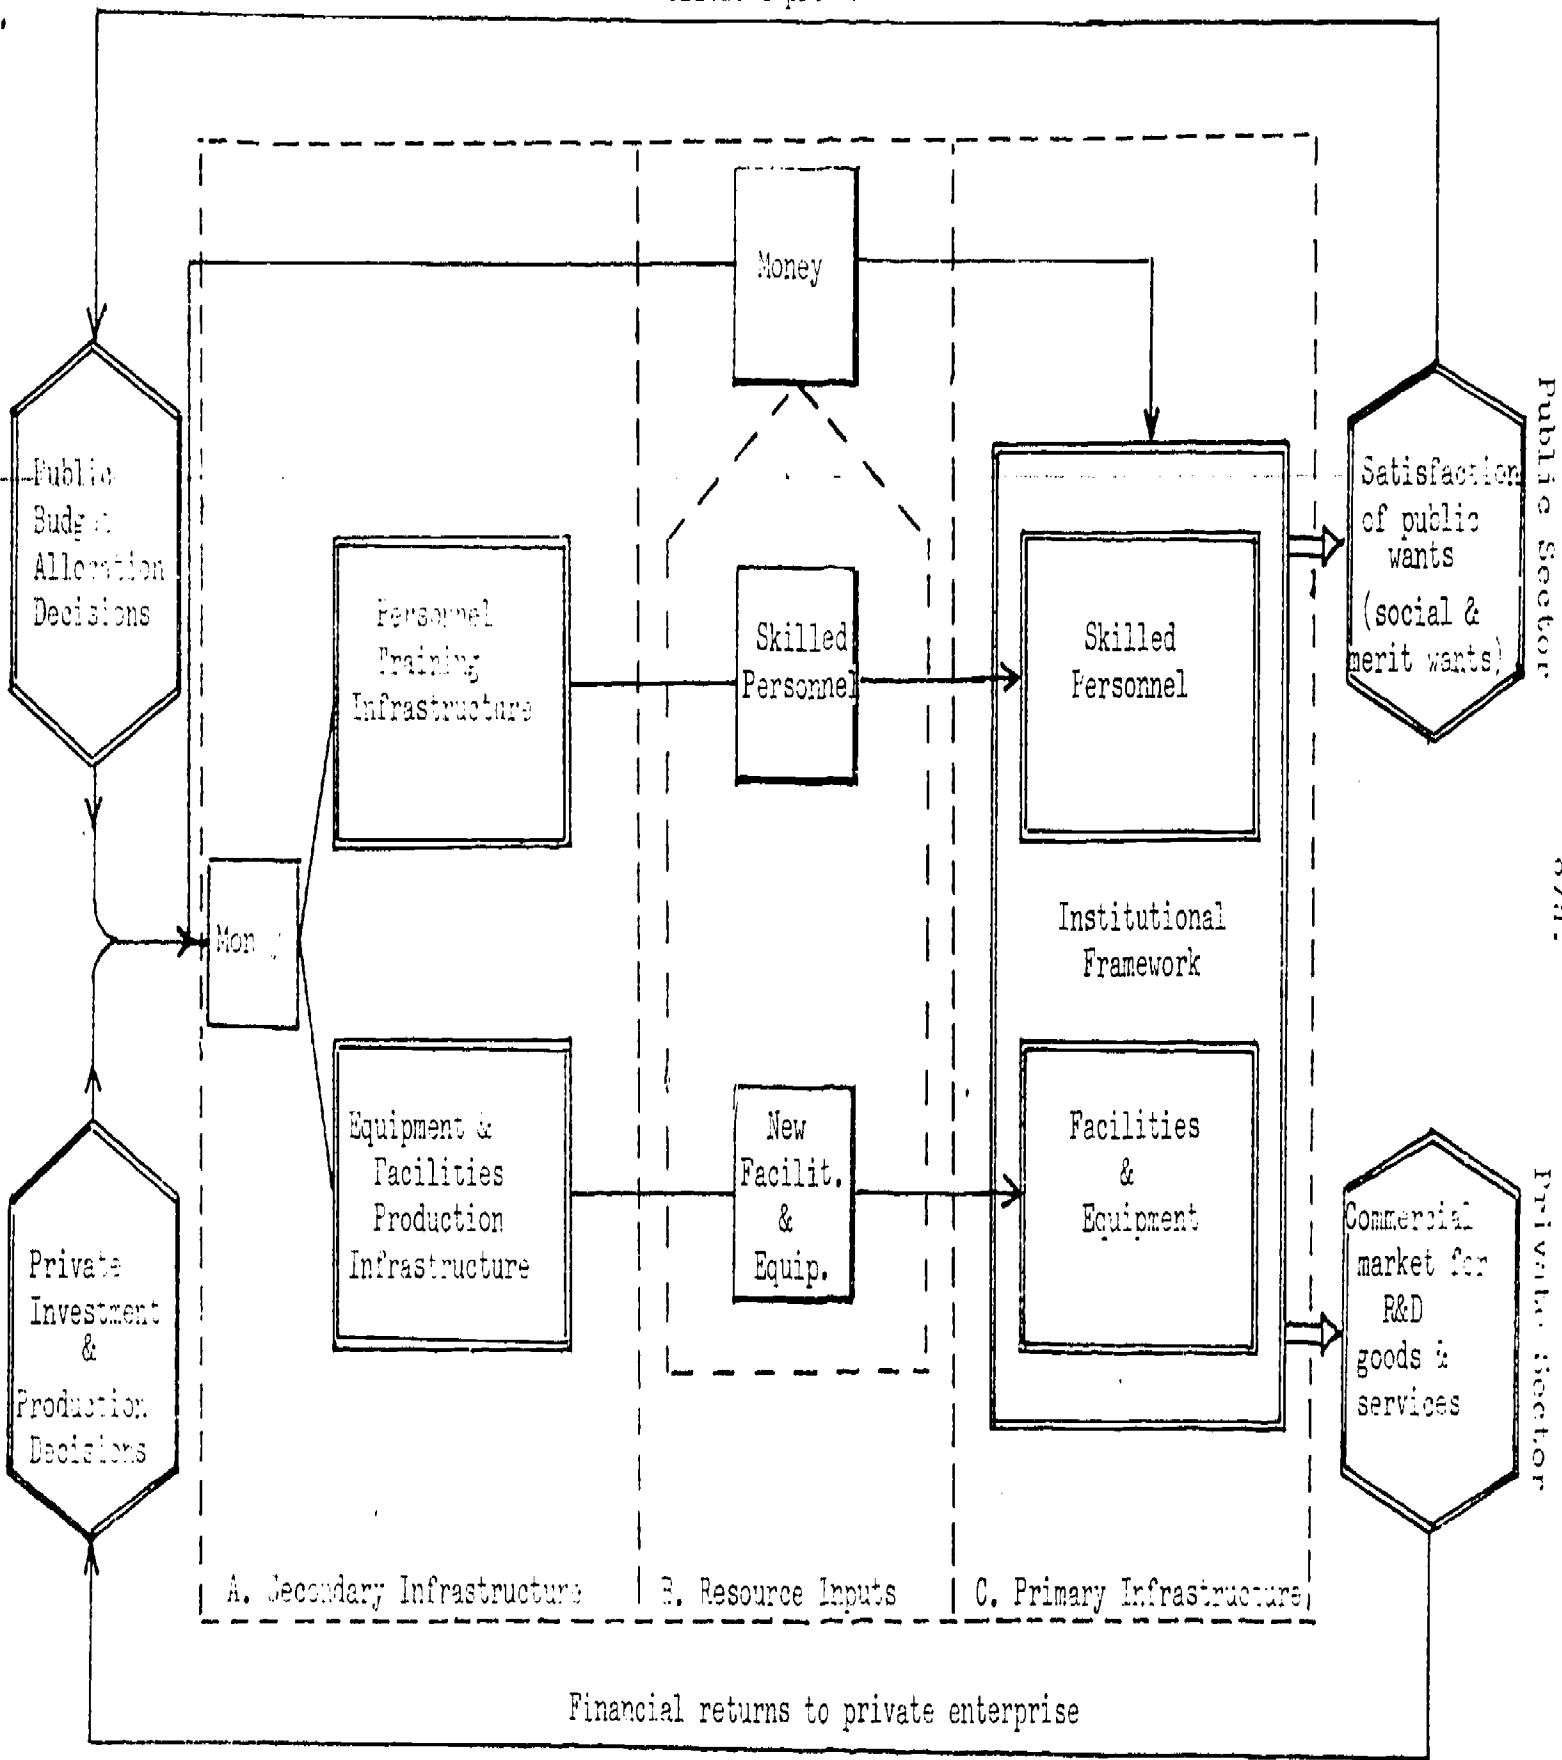 Money
Public
Budget
Allocation
Decisions
Personnel
Training
Infrastructure
Skilled
Personnel
Skilled
Personnel
Satisfaction
of public
wants
(social &
merit wants)
Public Sector
Money
Institutional
Framework
Private
Investment
&
Production
Decisions
Equipment &
Facilities
Production
Infrastructure
New
Facilit.
&
Equip.
Facilities
&
Equipment
Commercial
market for
R&D
goods &
services
Private Sector
A. Secondary Infrastructure
B. Resource Inputs
C. Primary Infrastructure
Financial returns to private enterprise